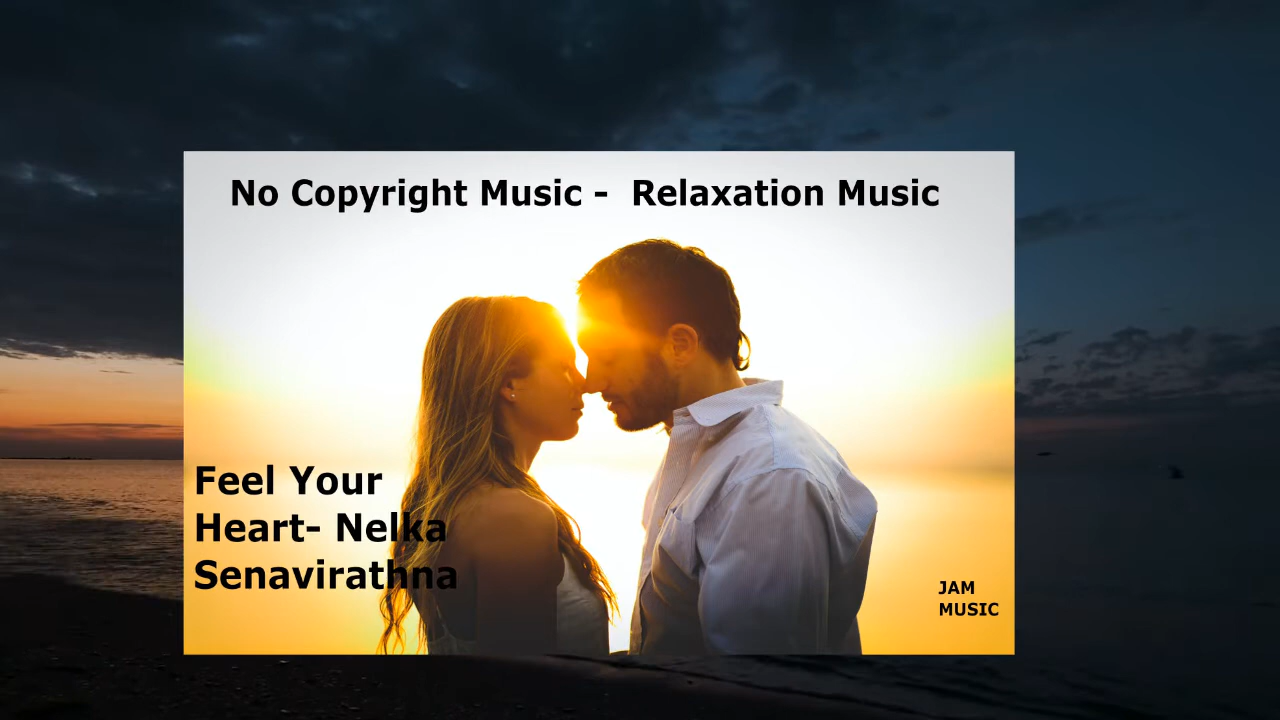 No Copyright Music -  Relaxation Music
Feel Your
Heart- Nelka
Senavirathna
JAM
MUSIC